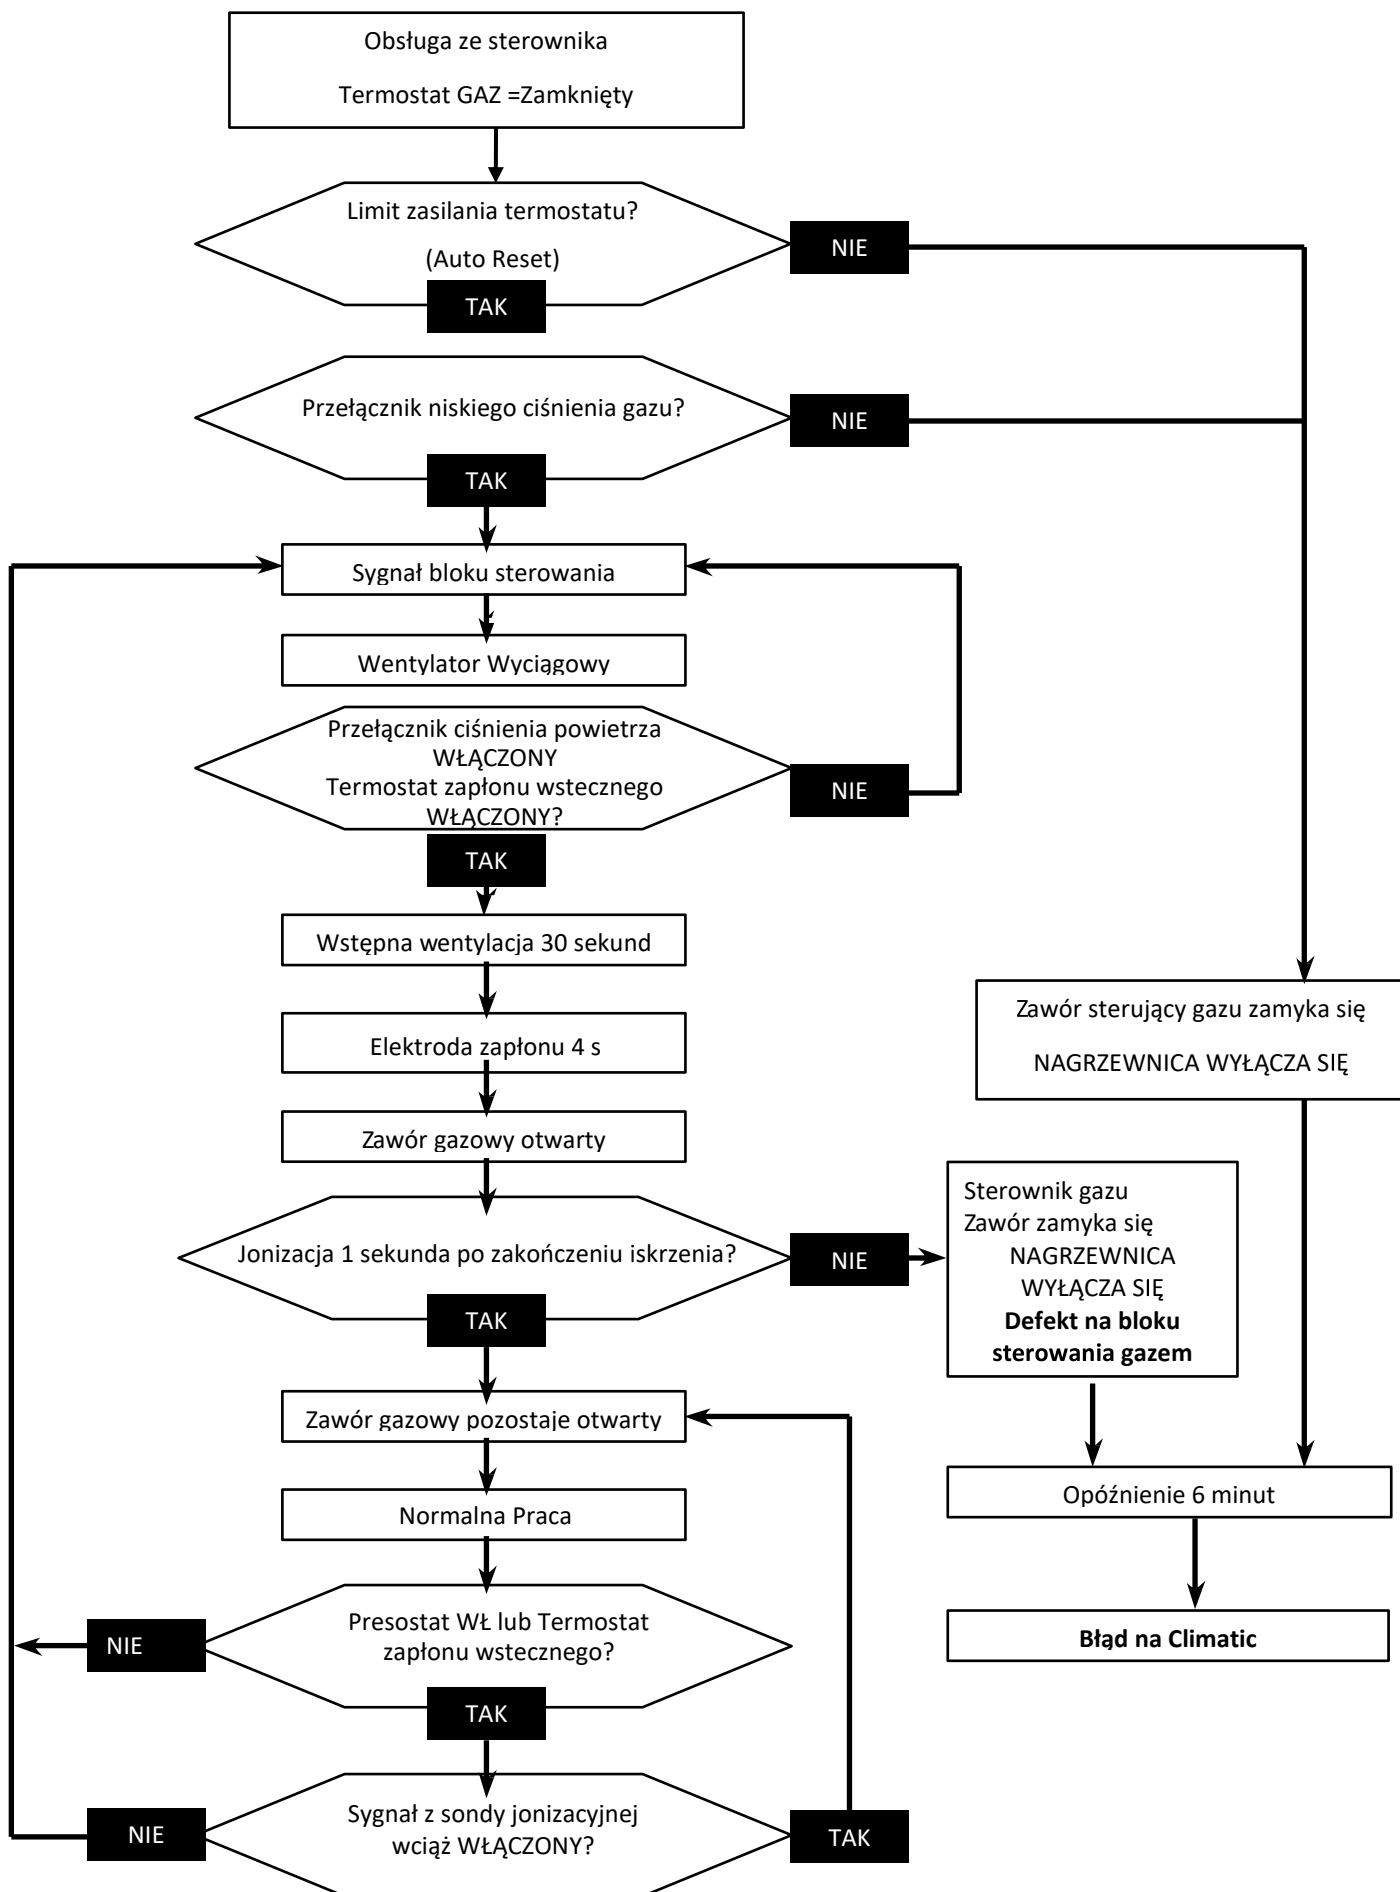 Obsługa ze sterownika
Termostat GAZ =Zamknięty
Limit zasilania termostatu?
(Auto Reset)
NIE
TAK
Przełącznik niskiego ciśnienia gazu?
NIE
TAK
Sygnał bloku sterowania
Wentylator Wyciągowy
Przełącznik ciśnienia powietrza
WŁĄCZONY
Termostat zapłonu wstecznego
WŁĄCZONY?
NIE
TAK
Wstępna wentylacja 30 sekund
Elektroda zapłonu 4 s
Zawór gazowy otwarty
Jonizacja 1 sekunda po zakończeniu iskrzenia?
NIE
TAK
Zawór gazowy pozostaje otwarty
Normalna Praca
Presostat WŁ lub Termostat
zapłonu wstecznego?
NIE
TAK
Sygnał z sondy jonizacyjnej
wciąż WŁĄCZONY?
NIE
TAK
Zawór sterujący gazu zamyka się
NAGRZEWNICA WYŁĄCZA SIĘ
Sterownik gazu
Zawór zamyka się
NAGRZEWNICA
WYŁĄCZA SIĘ
Defekt na bloku
sterowania gazem
Opóźnienie 6 minut
Błąd na Climatic